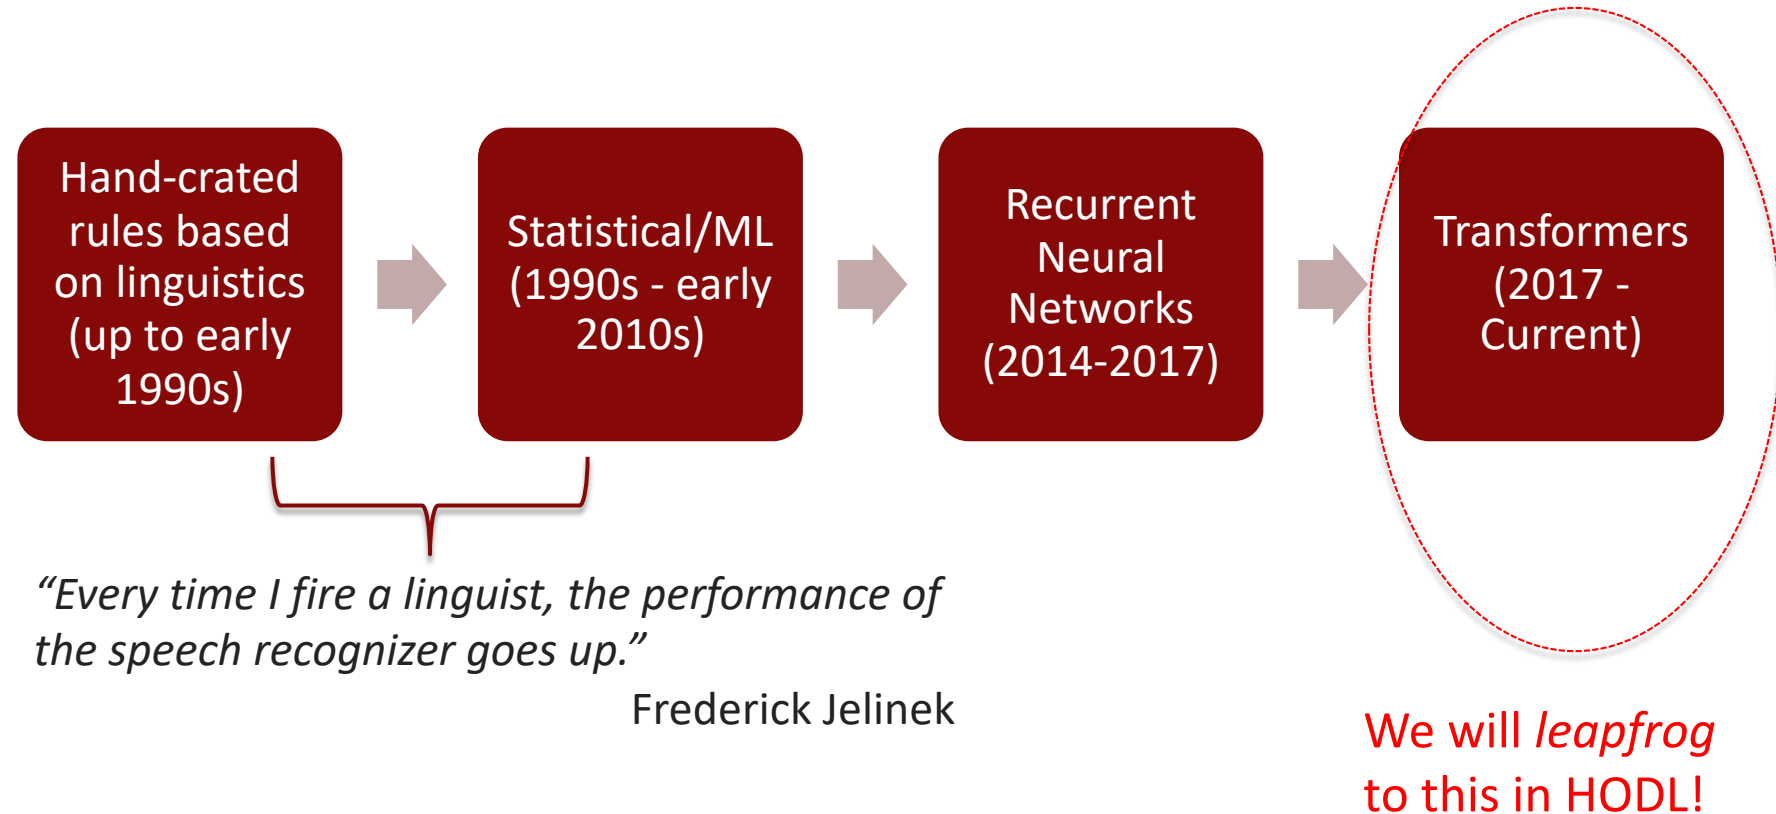 Hand-crated
rules based
on linguistics
(up to early
1990s)
Statistical/ML
(1990s - early
2010s)
Recurrent
Neural
Networks
(2014-2017)
Transformers
(2017 -
Current)
“Every time I fire a linguist, the performance of
the speech recognizer goes up.”
Frederick Jelinek
We will leapfrog
to this in HODL!